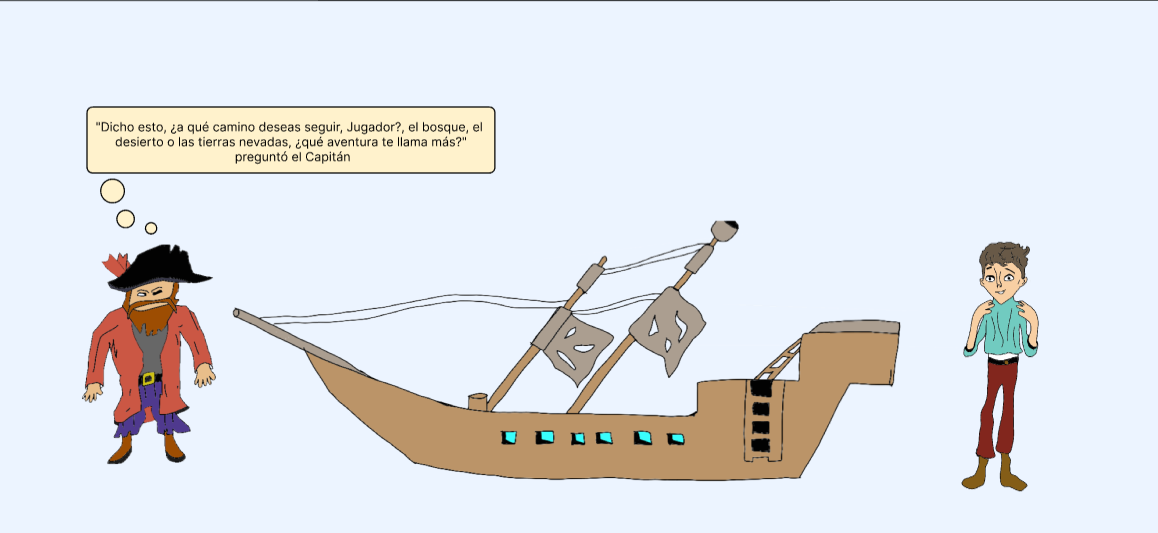 "Dicho esto, ¿a qué camino deseas seguir, Jugador?, el bosque, el
desierto o las tierras nevadas, ¿qué aventura te llama más?"
preguntó el Capitán